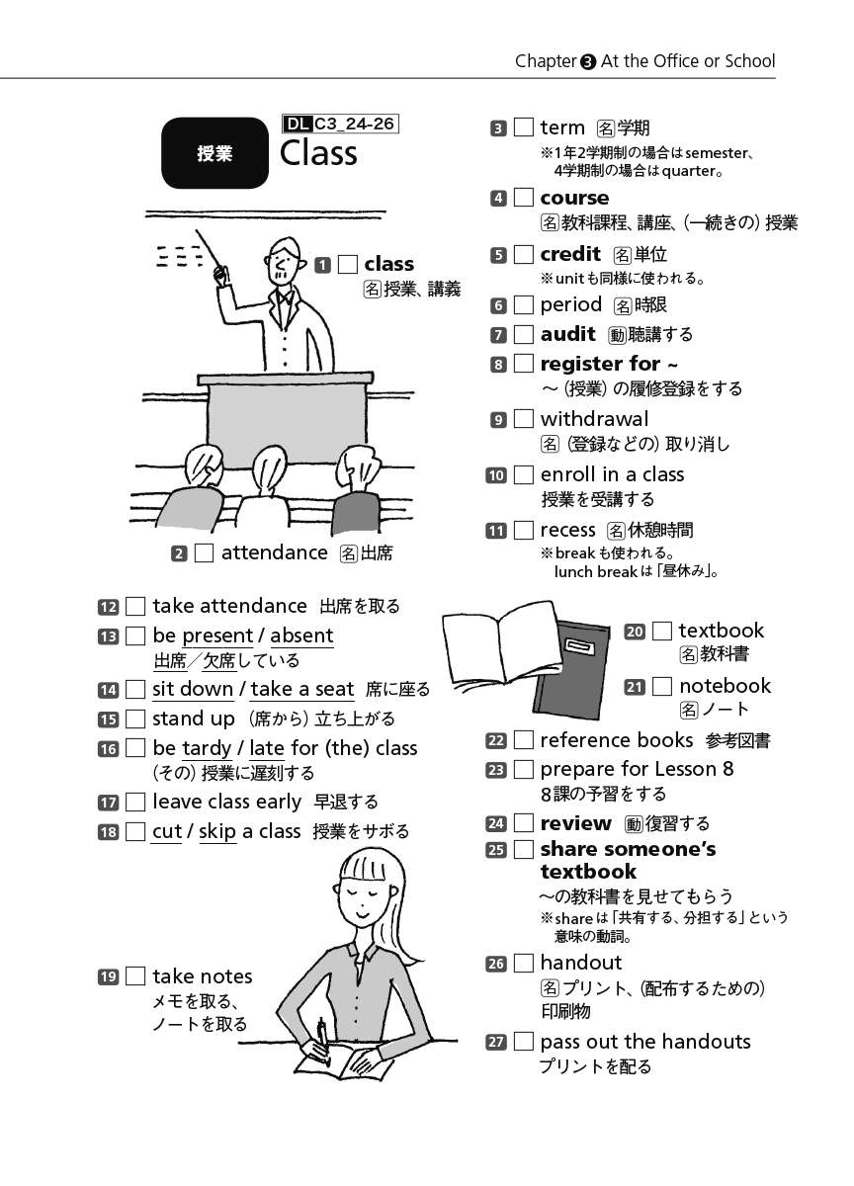 Chapter 3 At the Office or School
授業
DL C3_24-26
Class
1 □ class
名 授業、講義
2 □ attendance 名 出席
3 □ term 名 学期
※1年2学期制の場合はsemester、
4学期制の場合はquarter。
4 □ course
名 教科課程、講座、（一続きの）授業
5 □ credit 名 単位
※unitも同様に使われる。
6 □ period 名 時限
7 □ audit 動 聴講する
8 □ register for ~
～（授業）の履修登録をする
9 □ withdrawal
名（登録などの）取り消し
10 □ enroll in a class
授業を受講する
11 □ recess 名 休憩時間
※breakも使われる。
lunch breakは「昼休み」。
12 □ take attendance 出席を取る
13 □ be present / absent
出席／欠席している
14 □ sit down / take a seat 席に座る
15 □ stand up （席から）立ち上がる
16 □ be tardy / late for (the) class
（その）授業に遅刻する
17 □ leave class early 早退する
18 □ cut / skip a class 授業をサボる
19 □ take notes
メモを取る、
ノートを取る
20 □ textbook
名 教科書
21 □ notebook
名 ノート
22 □ reference books 参考図書
23 □ prepare for Lesson 8
8課の予習をする
24 □ review 動 復習する
25 □ share someone's
textbook
～の教科書を見せてもらう
※shareは「共有する、分担する」という
意味の動詞。
26 □ handout
名 プリント、（配布するための）
印刷物
27 □ pass out the handouts
プリントを配る